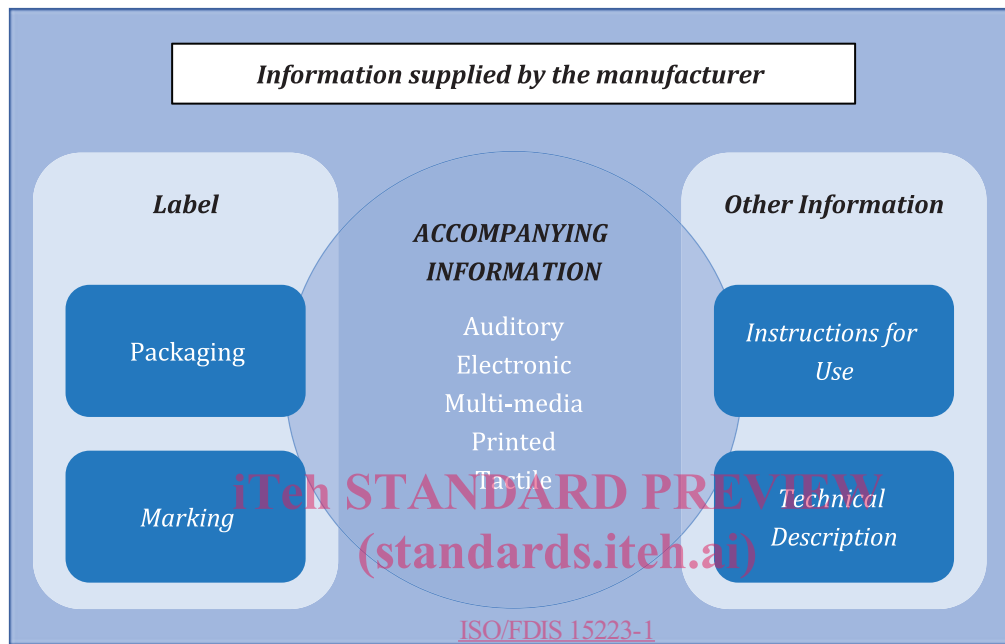 Information supplied by the manufacturer
Label
Packaging
Marking
ACCOMPANYING
INFORMATION
Auditory
Electronic
Multi-media
Printed
Tactile
Other Information
Instructions for
Use
Technical
Description
iTeh STANDARD PREVIEW
(standards.iteh.ai)
ISO/FDIS 15223-1